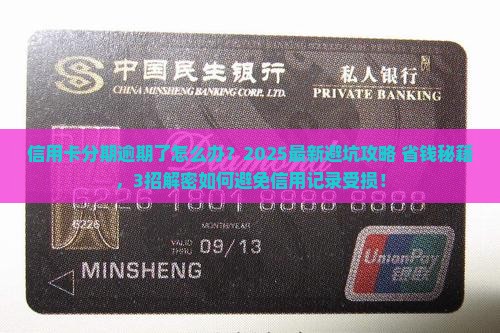 中国民生银行
CHINA MINSHENG BANKING CORP., LTD.
私人银行
PRIVATE BANKING
信用卡分期逾期了怎么办？2025最新避坑攻略 省钱秘籍
，3招解密如何避免信用记录受损！
6226 1801 8888 8888
6226
MONTH/YEAR
VALID
THRU
09/13
MINSHENG
UnionPay
银联